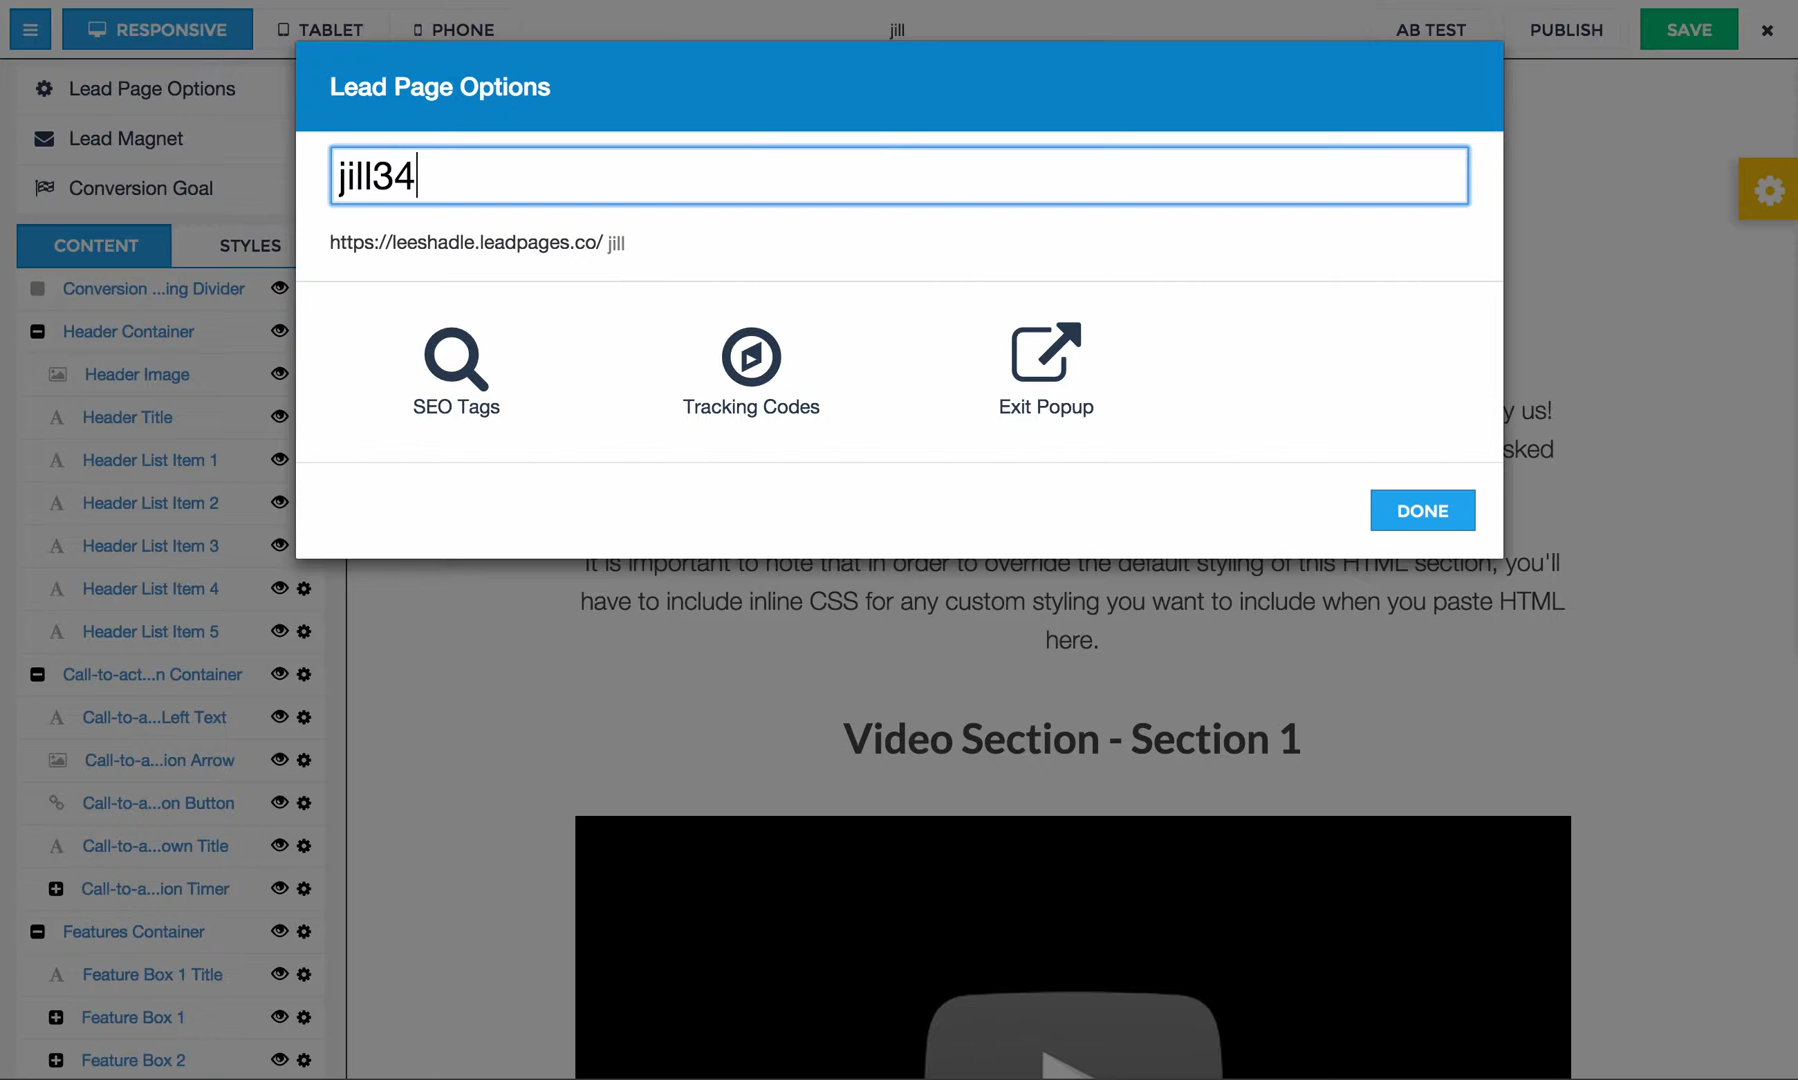 RESPONSIVE
TABLET
PHONE
jill
AB TEST
PUBLISH
SAVE
Lead Page Options
Lead Magnet
Conversion Goal
CONTENT
STYLES
Conversion ...ing Divider
Header Container
Header Image
Header Title
Header List Item 1
Header List Item 2
Header List Item 3
Header List Item 4
Header List Item 5
Call-to-act...n Container
Call-to-a...Left Text
Call-to-a...ion Arrow
Call-to-a...on Button
Call-to-a...own Title
Call-to-a...ion Timer
Features Container
Feature Box 1 Title
Feature Box 1
Feature Box 2
Lead Page Options
jill34
https://leeshadle.leadpages.co/ jill
SEO Tags
Tracking Codes
Exit Popup
DONE
y us!
sked
It is important to note that in order to override the default styling of this HTML section, you'll
have to include inline CSS for any custom styling you want to include when you paste HTML
here.
Video Section - Section 1